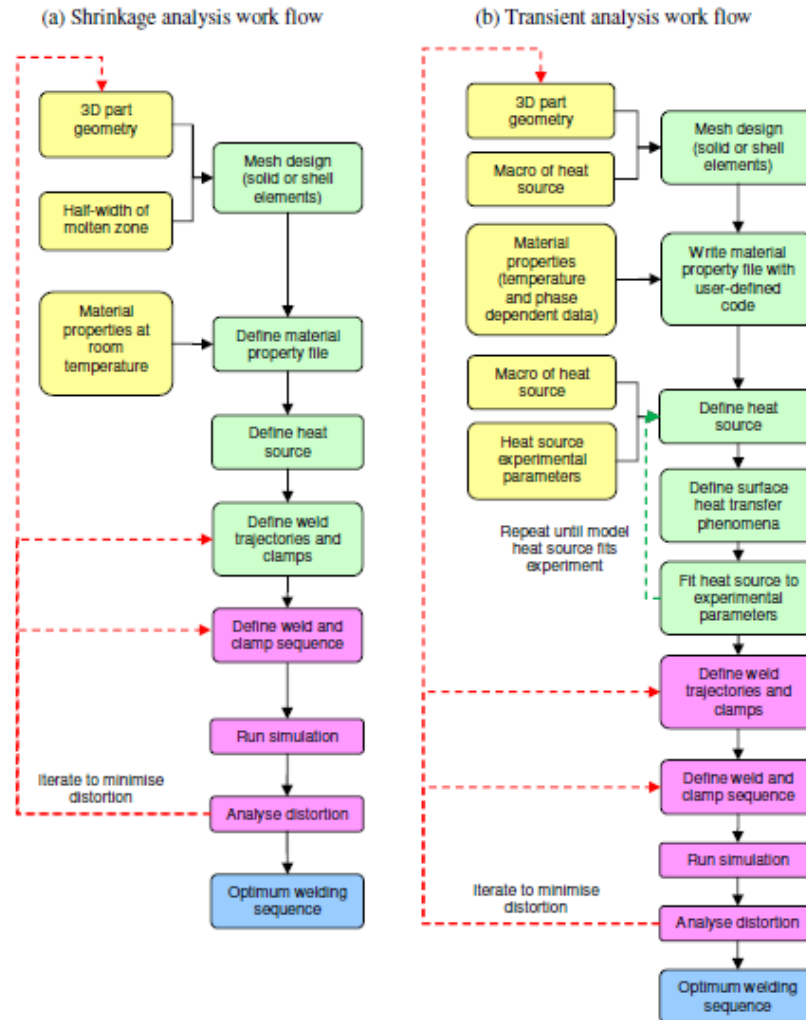 (a) Shrinkage analysis work flow
3D part
geometry
Half-width of
molten zone
Mesh design
(solid or shell
elements)
Material
properties at
room
temperature
Define material
property file
Define heat
source
Define weld
trajectories and
clamps
Define weld and
clamp sequence
Run simulation
Iterate to minimise
distortion
Analyse distortion
Optimum welding
sequence
(b) Transient analysis work flow
3D part
geometry
Macro of heat
source
Mesh design
(solid or shell
elements)
Material
properties
(temperature
and phase
dependent data)
Write material
property file with
user-defined
code
Macro of heat
source
Heat source
experimental
parameters
Define heat
source
Define surface
heat transfer
phenomena
Repeat until model
heat source fits
experiment
Fit heat source to
experimental
parameters
Define weld
trajectories and
clamps
Define weld and
clamp sequence
Run simulation
Iterate to minimise
distortion
Analyse distortion
Optimum welding
sequence